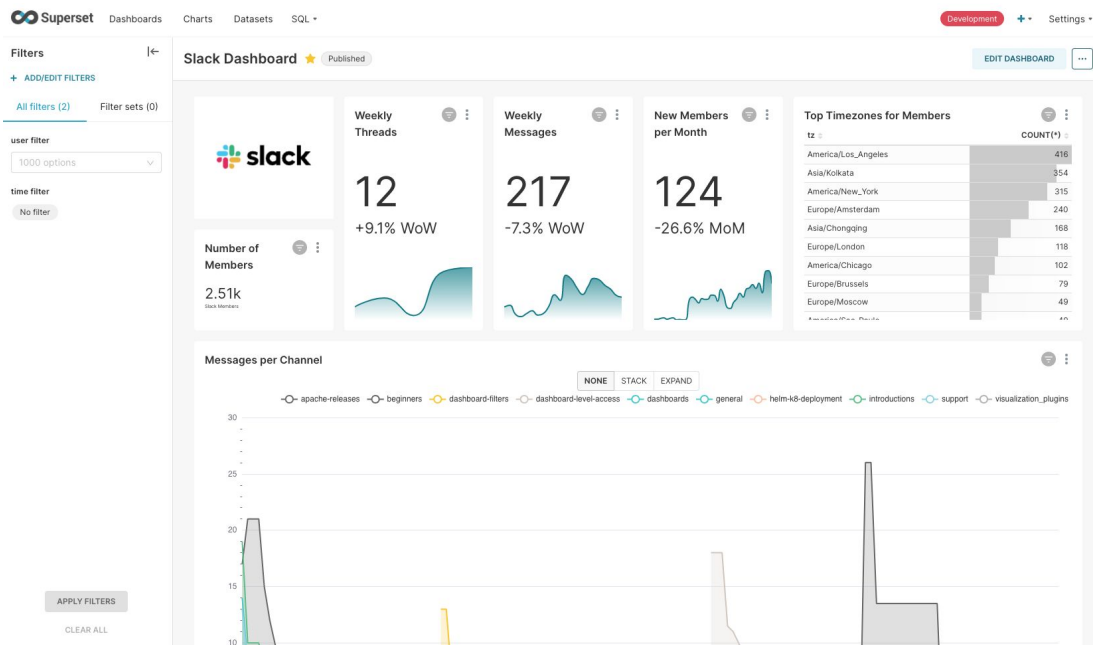 Superset Dashboards Charts Datasets SQL Development + Settings
Filters
+ ADD/EDIT FILTERS
All filters (2) Filter sets (0)
user filter
1000 options
time filter
No filter
APPLY FILTERS
CLEAR ALL
Slack Dashboard Published EDIT DASHBOARD ...
slack
Number of
Members
2.51k
Slack Members
Weekly
Threads
12
+9.1% WoW
Weekly
Messages
217
-7.3% WoW
New Members
per Month
124
-26.6% MoM
Top Timezones for Members
tz COUNT(*)
America/Los_Angeles 416
Asia/Kolkata 354
America/New_York 315
Europe/Amsterdam 240
Asia/Chongqing 168
Europe/London 118
America/Chicago 102
Europe/Brussels 79
Europe/Moscow 49
Messages per Channel
NONE STACK EXPAND
apache-releases beginners dashboard-filters dashboard-level-access dashboards general helm-k8-deployment introductions support visualization_plugins
30
25
20
15
10